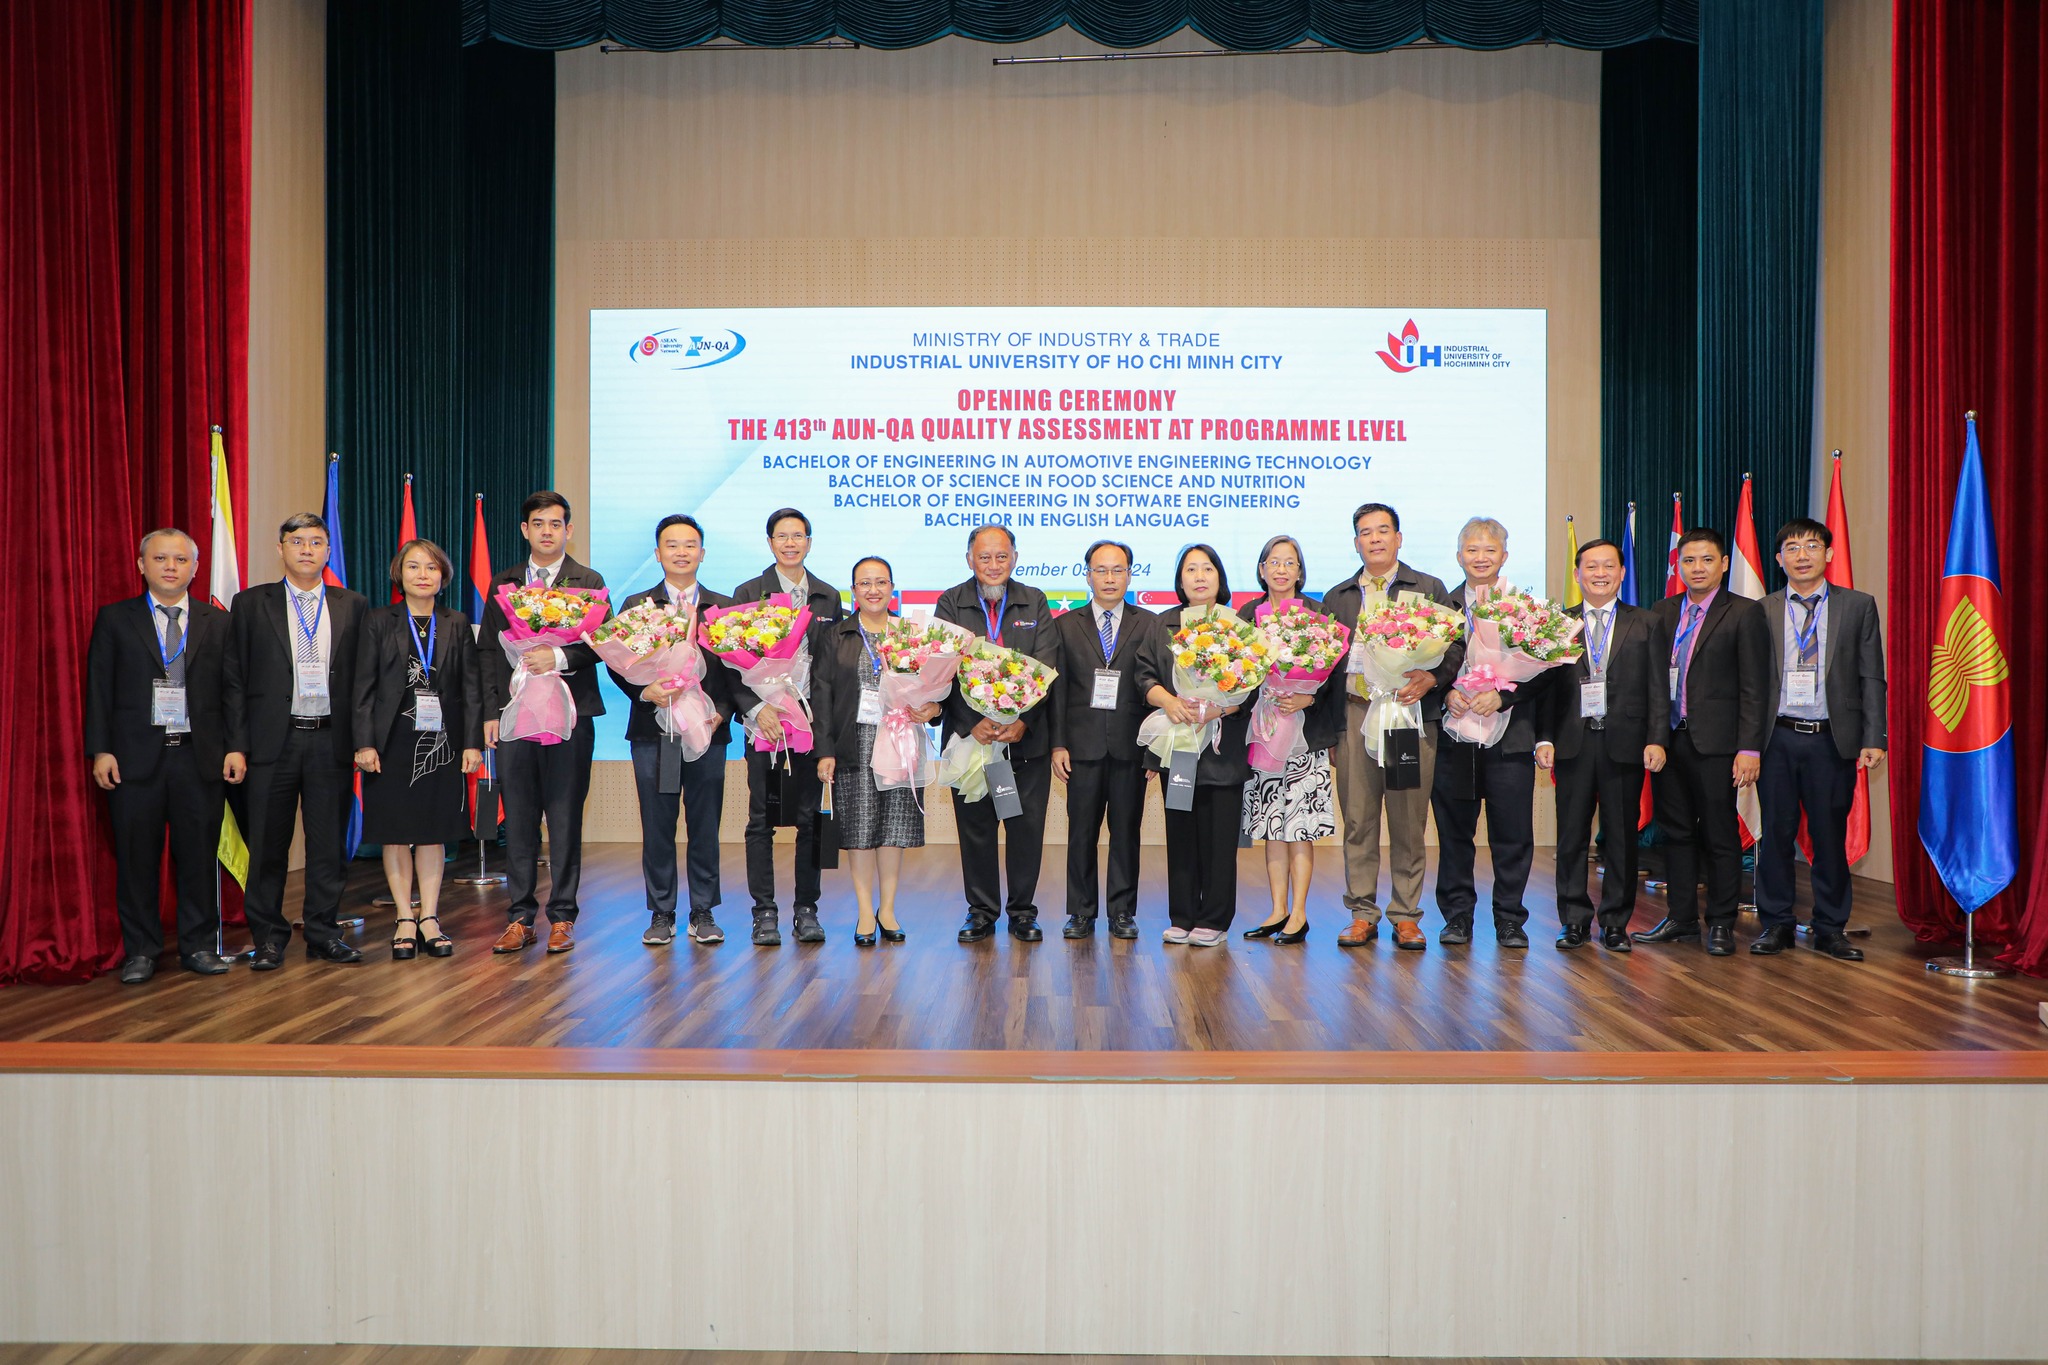 ASEAN
University
Network
AUN-QA
MINISTRY OF INDUSTRY & TRADE
INDUSTRIAL UNIVERSITY OF HO CHI MINH CITY
IUH
INDUSTRIAL
UNIVERSITY OF
HOCHIMINH CITY
OPENING CEREMONY
THE 413th AUN-QA QUALITY ASSESSMENT AT PROGRAMME LEVEL
BACHELOR OF ENGINEERING IN AUTOMOTIVE ENGINEERING TECHNOLOGY
BACHELOR OF SCIENCE IN FOOD SCIENCE AND NUTRITION
BACHELOR OF ENGINEERING IN SOFTWARE ENGINEERING
BACHELOR IN ENGLISH LANGUAGE